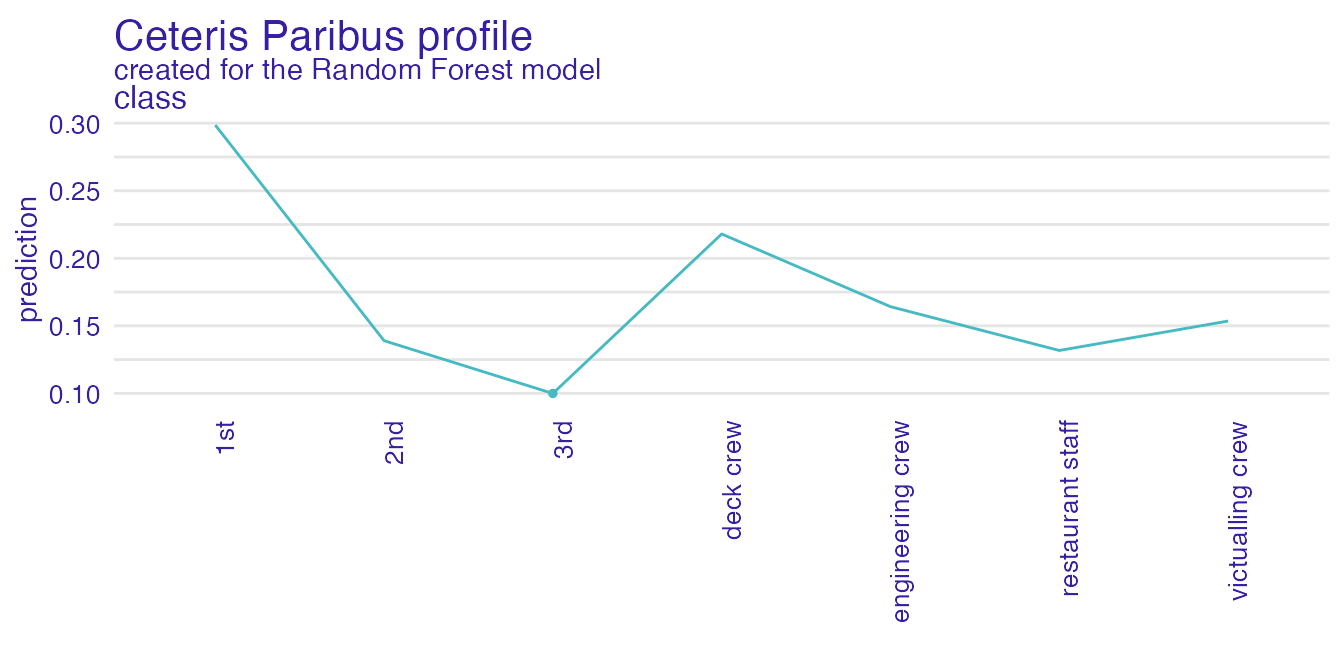 Ceteris Paribus profile
created for the Random Forest model
class
prediction
0.30
0.25
0.20
0.15
0.10
1st
2nd
3rd
deck crew
engineering crew
restaurant staff
victualling crew